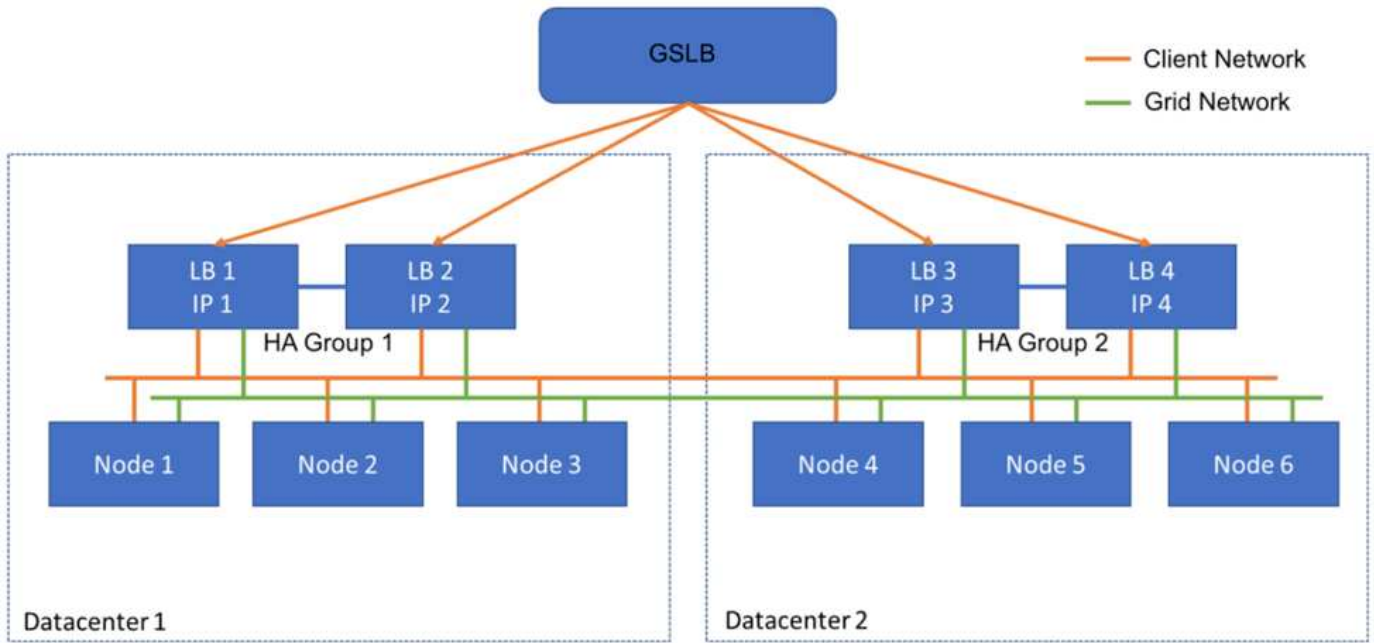 GSLB
Client Network
Grid Network
LB 1
IP 1
LB 2
IP 2
LB 3
IP 3
LB 4
IP 4
HA Group 1
HA Group 2
Node 1
Node 2
Node 3
Node 4
Node 5
Node 6
Datacenter 1
Datacenter 2